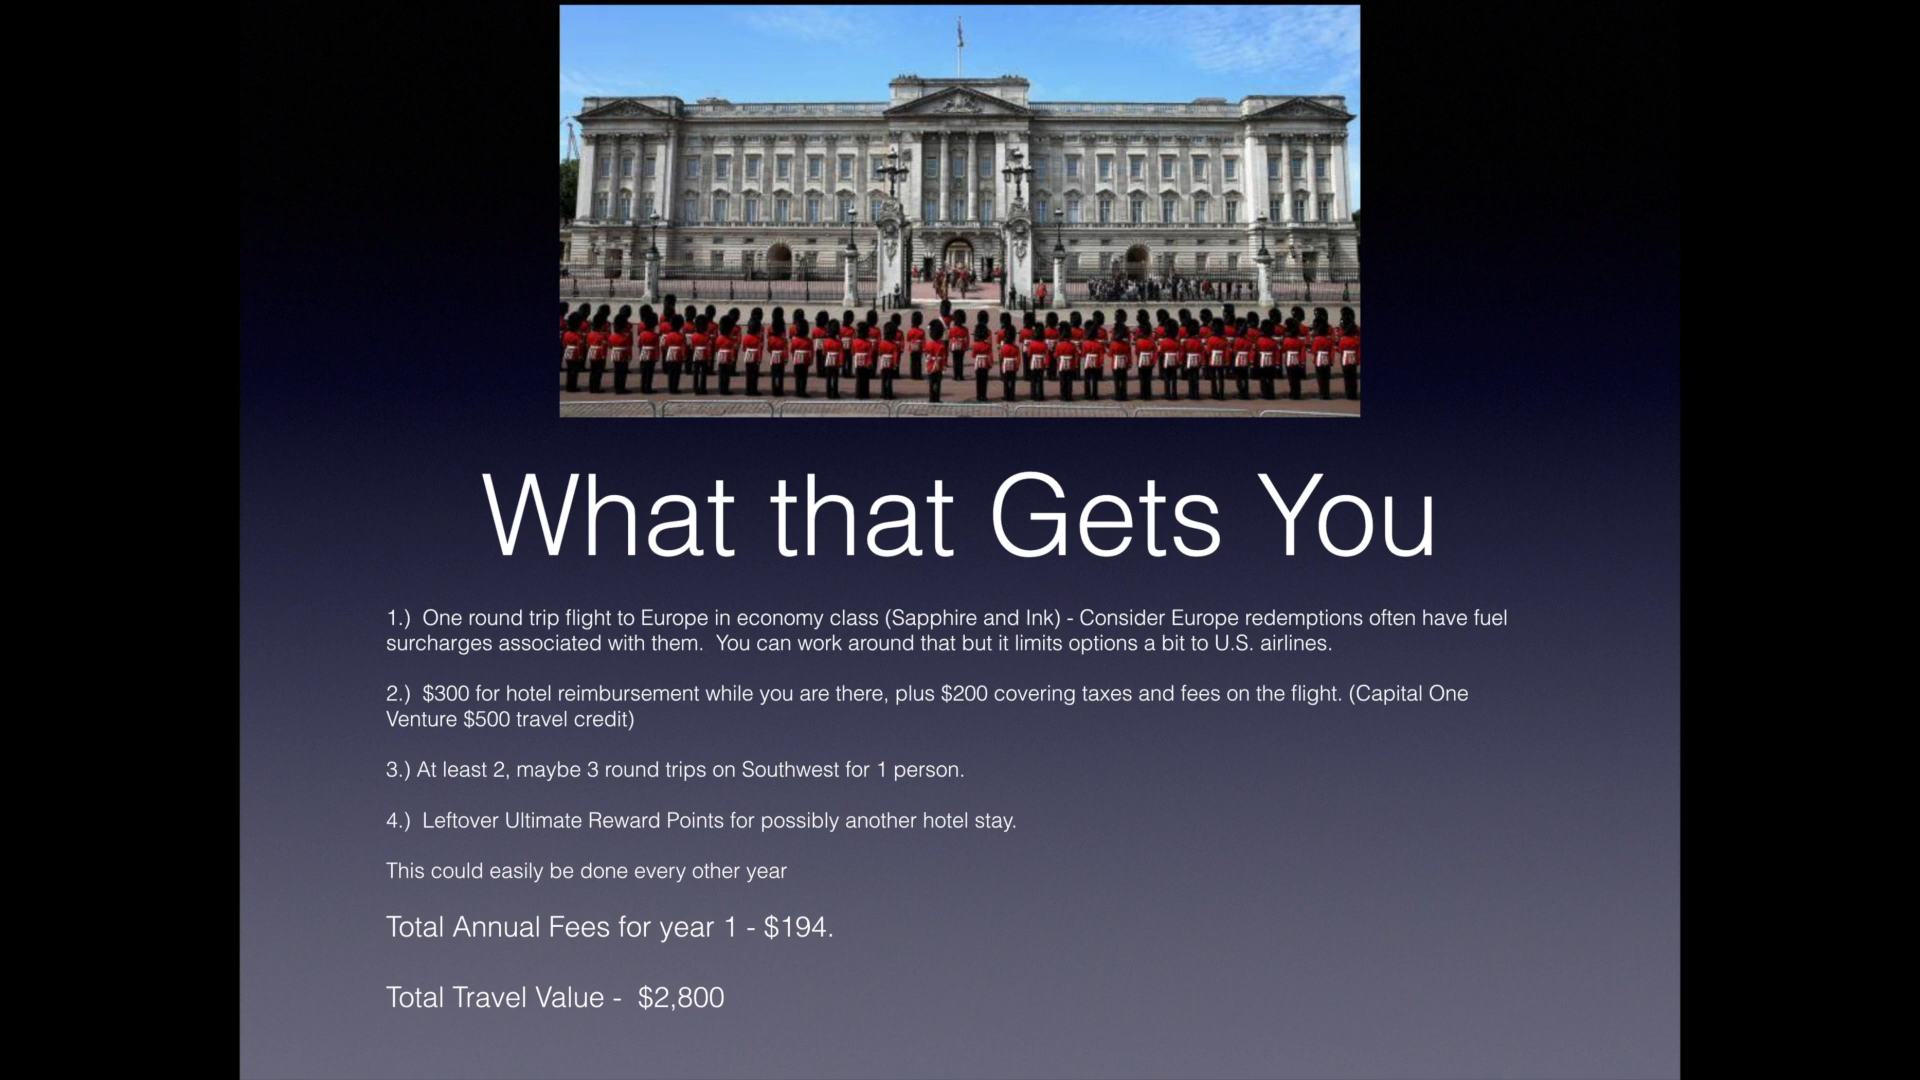 What that Gets You
1.)  One round trip flight to Europe in economy class (Sapphire and Ink) - Consider Europe redemptions often have fuel
surcharges associated with them.  You can work around that but it limits options a bit to U.S. airlines.
2.)  $300 for hotel reimbursement while you are there, plus $200 covering taxes and fees on the flight. (Capital One
Venture $500 travel credit)
3.) At least 2, maybe 3 round trips on Southwest for 1 person.
4.)  Leftover Ultimate Reward Points for possibly another hotel stay.
This could easily be done every other year
Total Annual Fees for year 1 - $194.
Total Travel Value -  $2,800